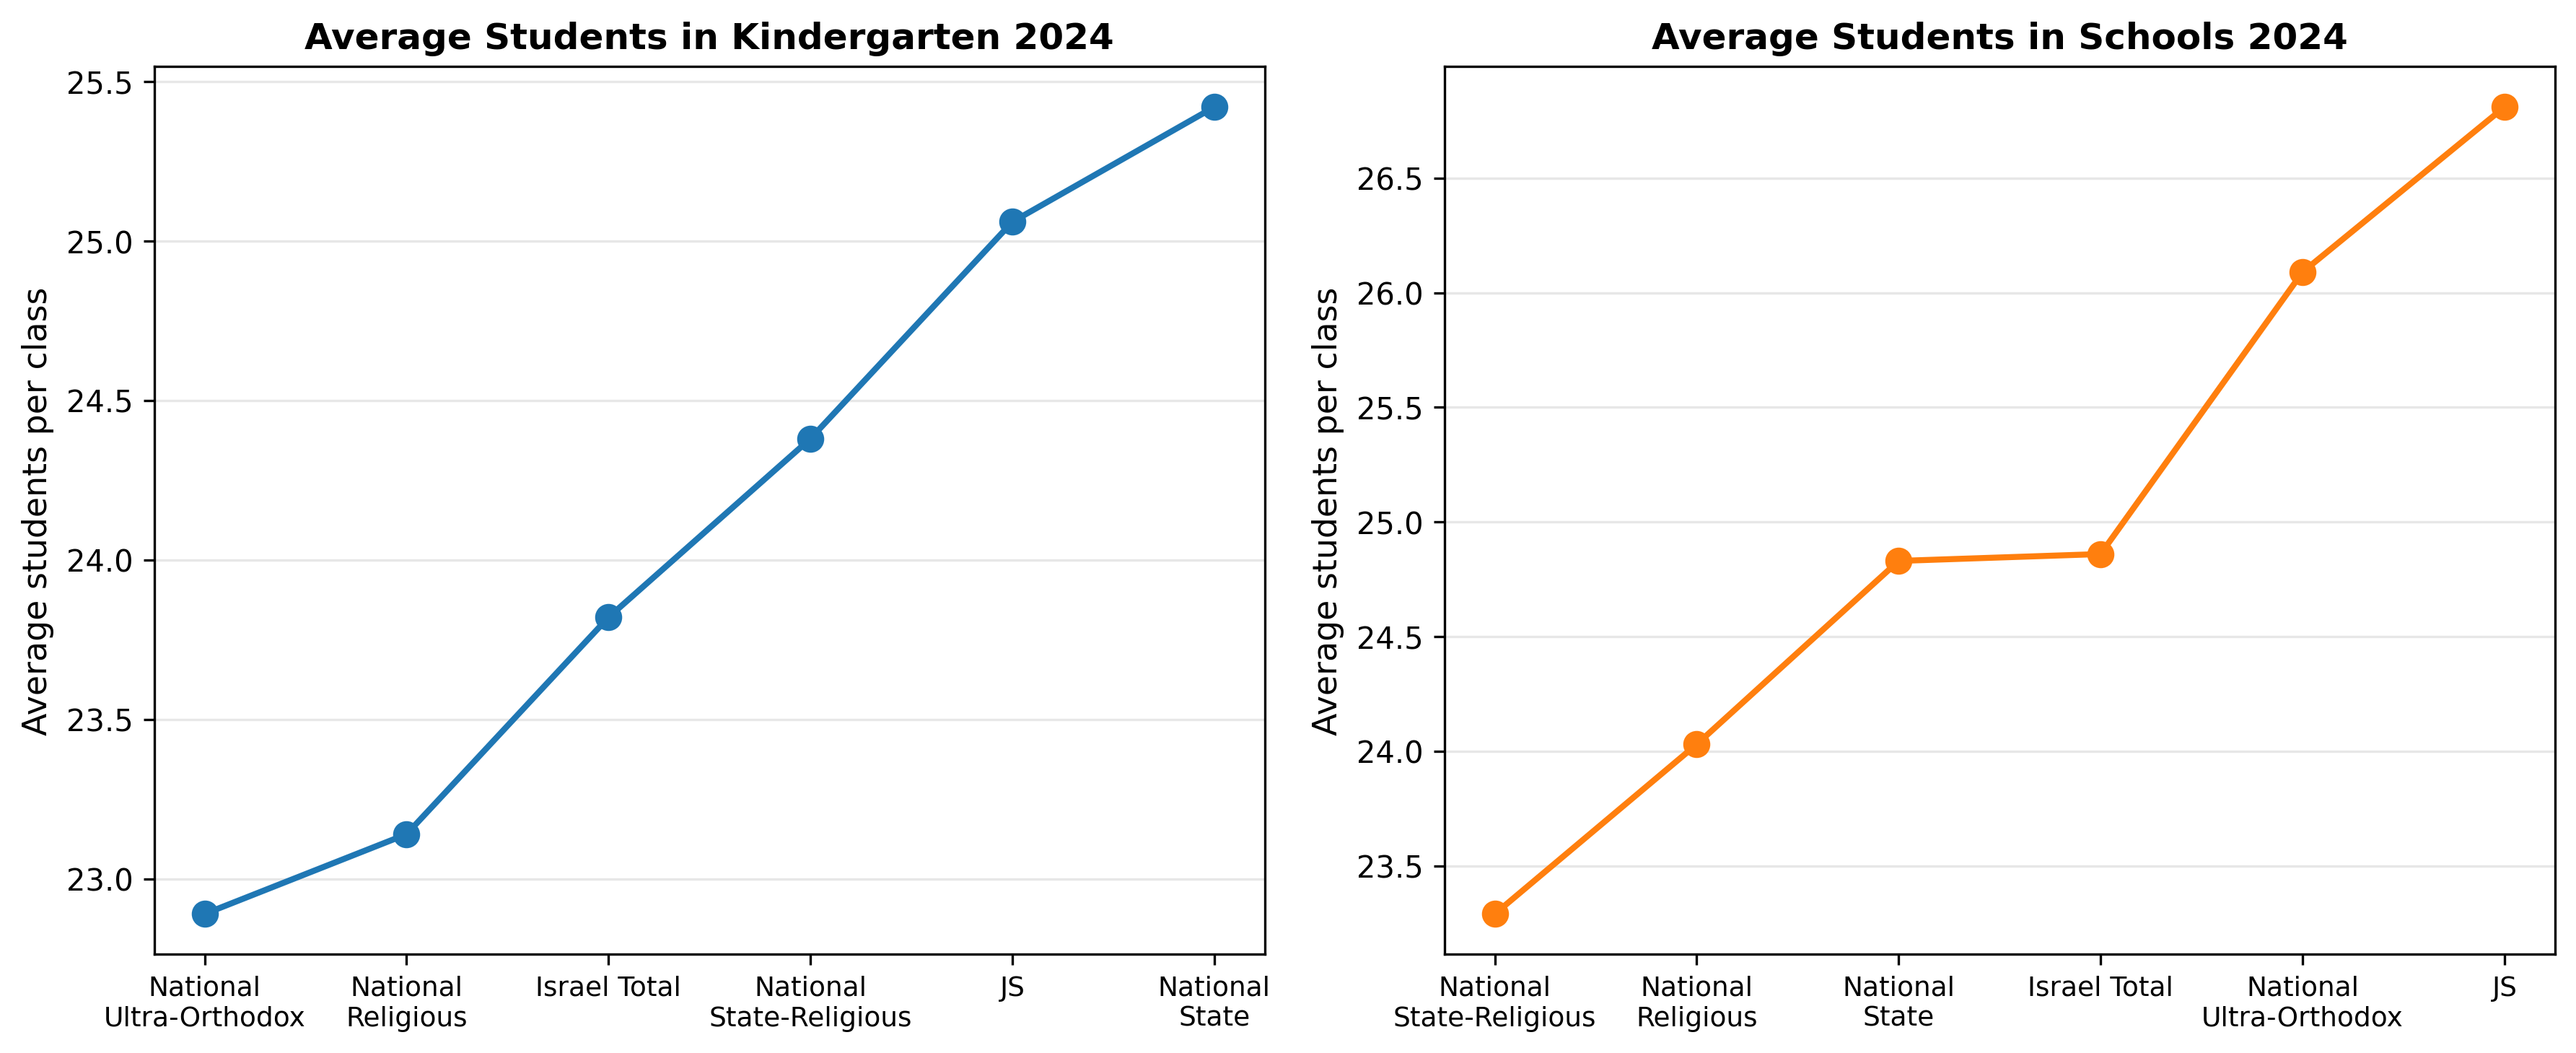 Average Students in Kindergarten 2024
Average students per class
25.5
25.0
24.5
24.0
23.5
23.0
National
Ultra-Orthodox
National
Religious
Israel Total
National
State-Religious
JS
National
State
Average Students in Schools 2024
Average students per class
26.5
26.0
25.5
25.0
24.5
24.0
23.5
National
State-Religious
National
Religious
National
State
Israel Total
National
Ultra-Orthodox
JS